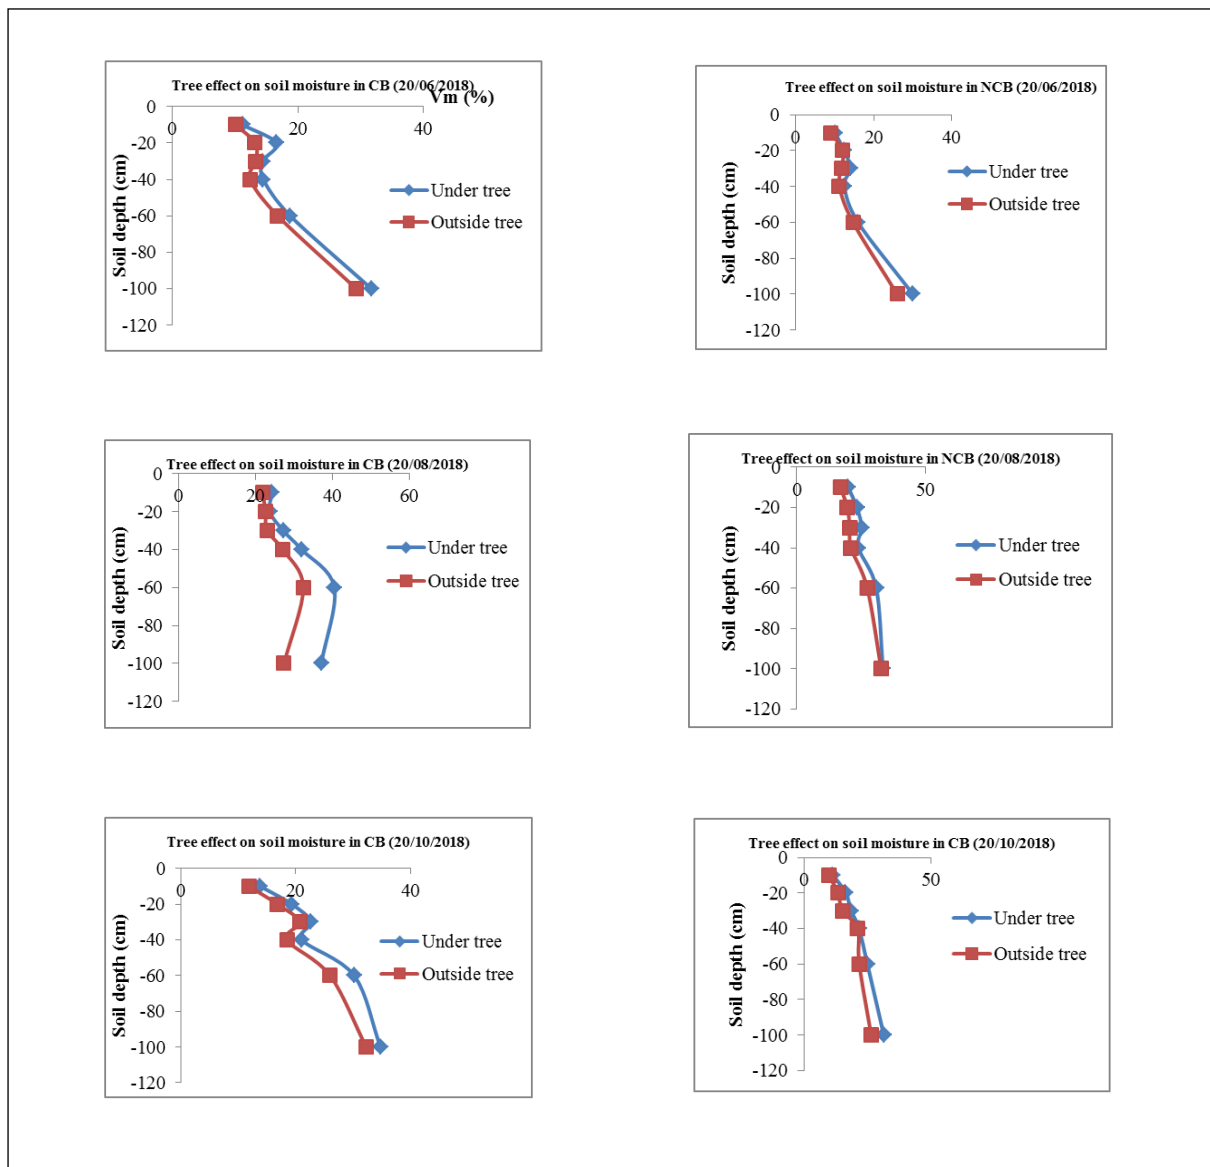 Tree effect on soil moisture in CB (20/06/2018)
Vm (%)
0
0 20 40
-20
-40
-60
-80
-100
-120
Soil depth (cm)
Under tree
Outside tree
Tree effect on soil moisture in NCB (20/06/2018)
0
0 20 40
-20
-40
-60
-80
-100
-120
Soil depth (cm)
Under tree
Outside tree
Tree effect on soil moisture in CB (20/08/2018)
0
0 20 40 60
-20
-40
-60
-80
-100
-120
Soil depth (cm)
Under tree
Outside tree
Tree effect on soil moisture in NCB (20/08/2018)
0
0 50
-20
-40
-60
-80
-100
-120
Soil depth (cm)
Under tree
Outside tree
Tree effect on soil moisture in CB (20/10/2018)
0
0 20 40
-20
-40
-60
-80
-100
-120
Soil depth (cm)
Under tree
Outside tree
Tree effect on soil moisture in CB (20/10/2018)
0
0 50
-20
-40
-60
-80
-100
-120
Soil depth (cm)
Under tree
Outside tree